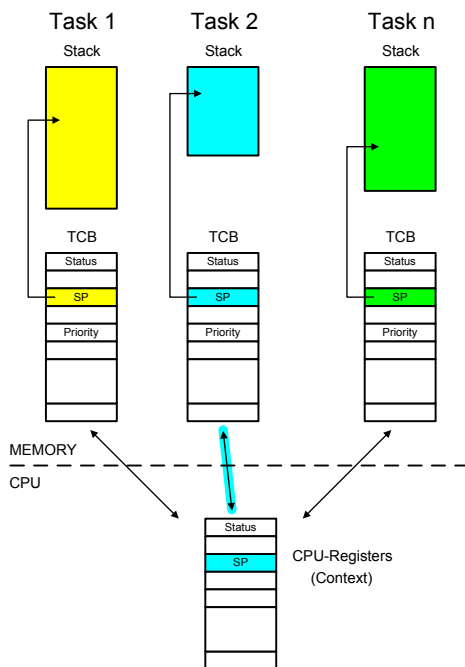 Task 1
Task 2
Task n
Stack
Stack
Stack
TCB
TCB
TCB
Status
Status
Status
SP
SP
SP
Priority
Priority
Priority
MEMORY
CPU
Status
SP
CPU-Registers
(Context)